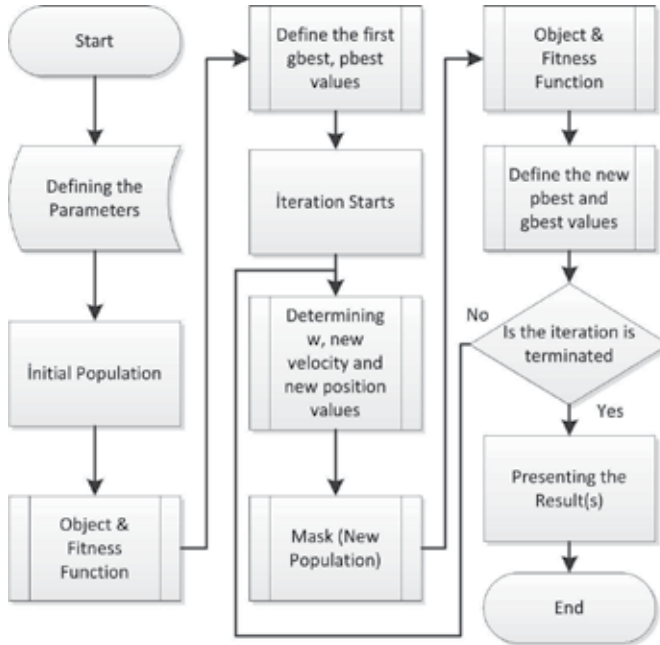 Start
Defining the
Parameters
İnitial Population
Object &
Fitness
Function
Define the first
gbest, pbest
values
İteration Starts
Determining
w, new
velocity and
new position
values
Mask (New
Population)
Object &
Fitness
Function
Define the new
pbest and
gbest values
Is the iteration is
terminated
No
Yes
Presenting the
Result(s)
End